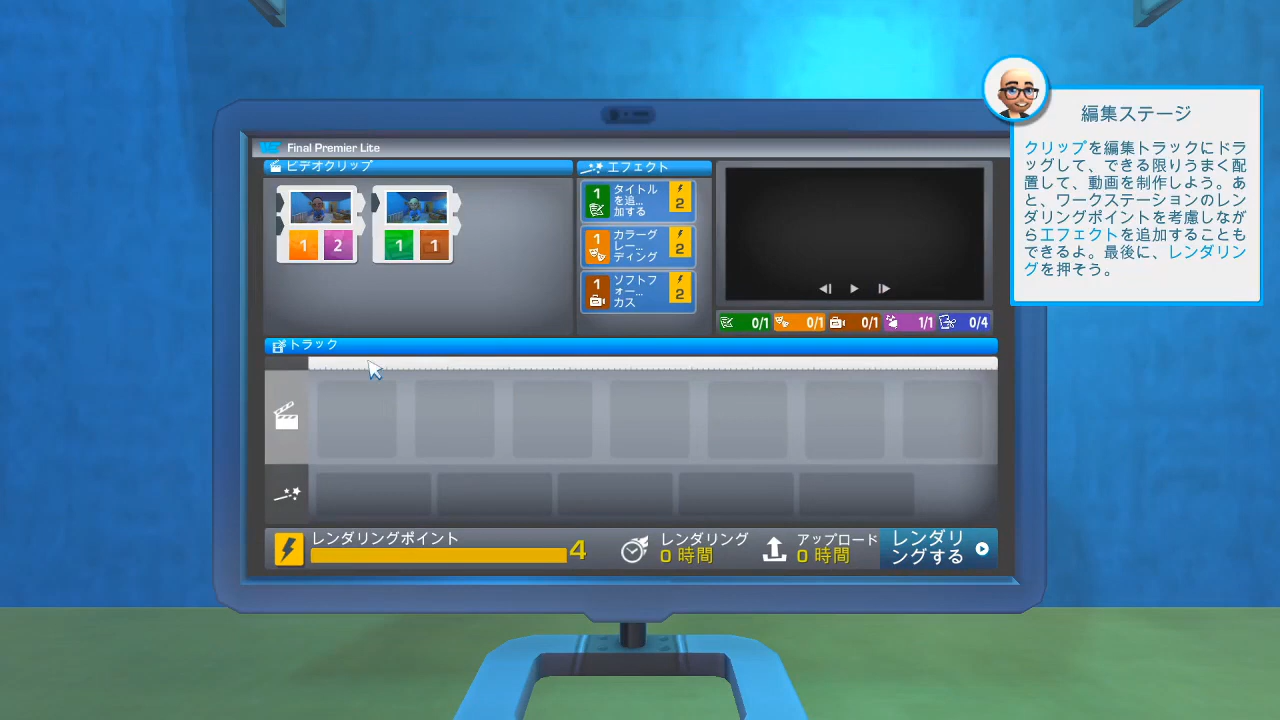 Final Premier Lite
ビデオクリップ
エフェクト
1
2
1
1
1
タイトル
を追...
加する
2
1
カラーグ
レー...
ディング
2
1
ソフトフ
ォー...
カス
2
0/1
0/1
0/1
1/1
0/4
編集ステージ
クリップを編集トラックにドラ
ッグして、できる限りうまく配
置して、動画を制作しよう。あ
と、ワークステーションのレン
ダリングポイントを考慮しなが
らエフェクトを追加することも
できるよ。最後に、レンダリン
グを押そう。
トラック
レンダリングポイント
4
レンダリング
0 時間
アップロード
0 時間
レンダリ
ングする